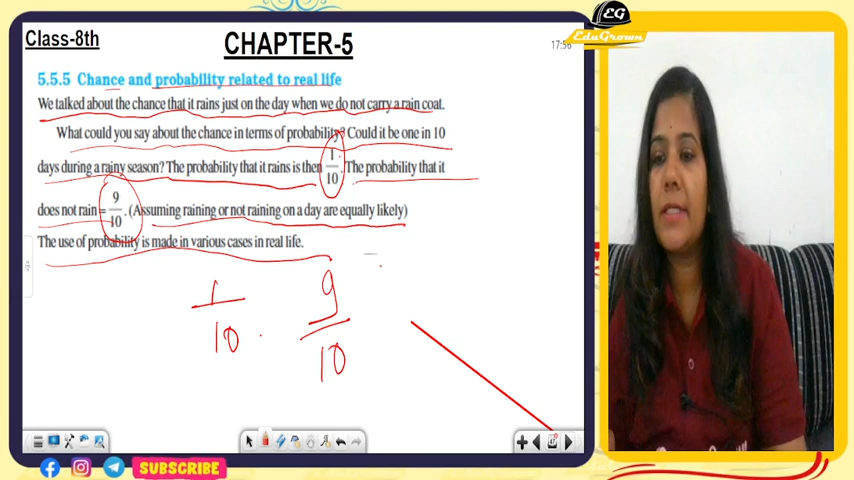 Class-8th
CHAPTER-5
EG
EduGrown
17:56
5.5.5 Chance and probability related to real life
We talked about the chance that it rains just on the day when we do not carry a rain coat.
What could you say about the chance in terms of probability? Could it be one in 10
days during a rainy season? The probability that it rains is then 1/10. The probability that it
does not rain = 9/10. (Assuming raining or not raining on a day are equally likely)
The use of probability is made in various cases in real life.
1/10 9/10
SUBSCRIBE